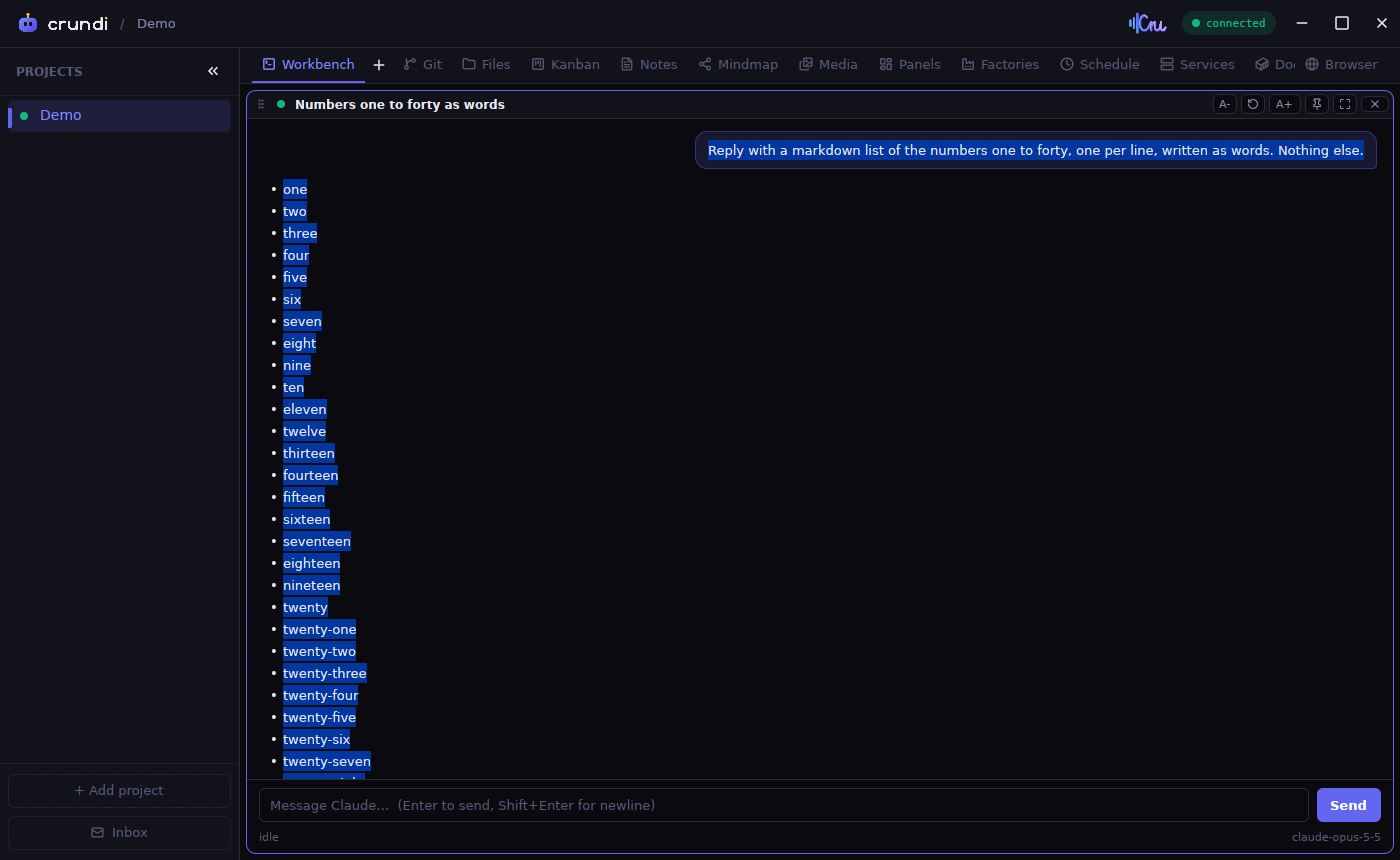 crundi / Demo
Cru
connected
PROJECTS
Demo
+ Add project
Inbox
Workbench
Git
Files
Kanban
Notes
Mindmap
Media
Panels
Factories
Schedule
Services
Browser
Numbers one to forty as words
A-
A+
Reply with a markdown list of the numbers one to forty, one per line, written as words. Nothing else.
• one
• two
• three
• four
• five
• six
• seven
• eight
• nine
• ten
• eleven
• twelve
• thirteen
• fourteen
• fifteen
• sixteen
• seventeen
• eighteen
• nineteen
• twenty
• twenty-one
• twenty-two
• twenty-three
• twenty-four
• twenty-five
• twenty-six
• twenty-seven
Message Claude... (Enter to send, Shift+Enter for newline)
Send
idle
claude-opus-5-5